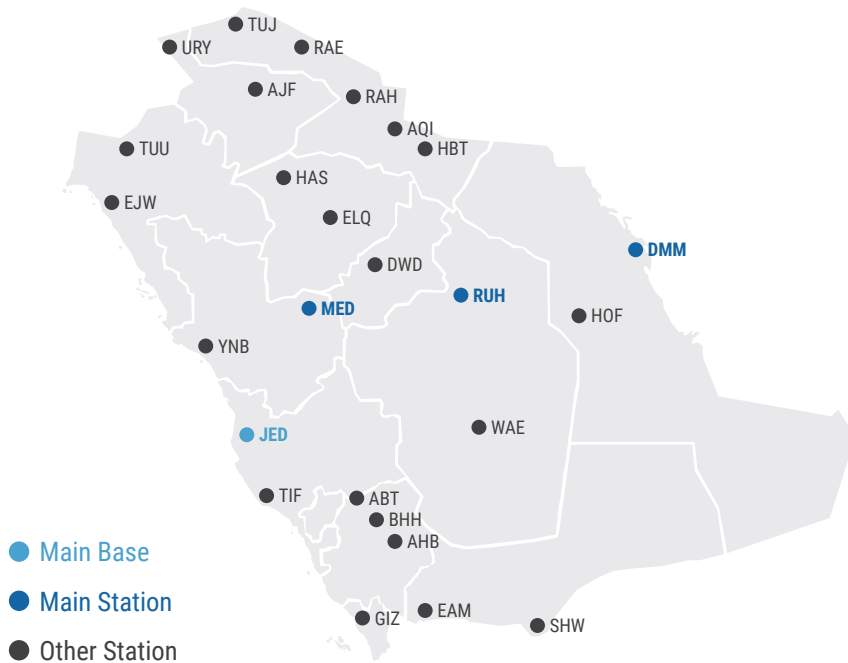 TUJ
URY
RAE
AJF
RAH
AQI
TUU
HBT
HAS
EJW
ELQ
DMM
DWD
RUH
MED
HOF
YNB
WAE
JED
TIF
ABT
BHH
AHB
Main Base
Main Station
EAM
GIZ
SHW
Other Station